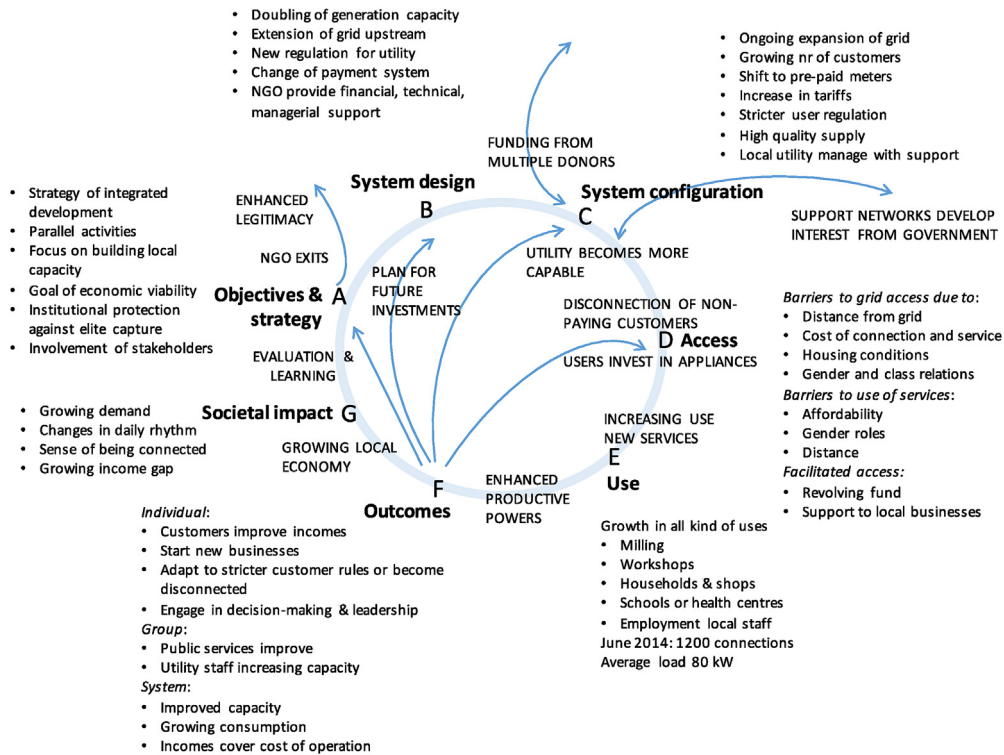 • Doubling of generation capacity
• Extension of grid upstream
• New regulation for utility
• Change of payment system
• NGO provide financial, technical,
managerial support
• Ongoing expansion of grid
• Growing nr of customers
• Shift to pre-paid meters
• Increase in tariffs
• Stricter user regulation
• High quality supply
• Local utility manage with support
FUNDING FROM
MULTIPLE DONORS
System design
B
System configuration
C
SUPPORT NETWORKS DEVELOP
INTEREST FROM GOVERNMENT
• Strategy of integrated
development
• Parallel activities
• Focus on building local
capacity
• Goal of economic viability
• Institutional protection
against elite capture
• Involvement of stakeholders
ENHANCED
LEGITIMACY
NGO EXITS
Objectives &
strategy
A
PLAN FOR
FUTURE
INVESTMENTS
UTILITY BECOMES MORE
CAPABLE
DISCONNECTION OF NON-
PAYING CUSTOMERS
D Access
USERS INVEST IN APPLIANCES
Barriers to grid access due to:
• Distance from grid
• Cost of connection and service
• Housing conditions
• Gender and class relations
Barriers to use of services:
• Affordability
• Gender roles
• Distance
Facilitated access:
• Revolving fund
• Support to local businesses
EVALUATION &
LEARNING
Societal impact G
• Growing demand
• Changes in daily rhythm
• Sense of being connected
• Growing income gap
GROWING LOCAL
ECONOMY
INCREASING USE
NEW SERVICES
E
Use
F
Outcomes
ENHANCED
PRODUCTIVE
POWERS
Individual:
• Customers improve incomes
• Start new businesses
• Adapt to stricter customer rules or become
disconnected
• Engage in decision-making & leadership
Group:
• Public services improve
• Utility staff increasing capacity
System:
• Improved capacity
• Growing consumption
• Incomes cover cost of operation
Growth in all kind of uses
• Milling
• Workshops
• Households & shops
• Schools or health centres
• Employment local staff
June 2014: 1200 connections
Average load 80 kW